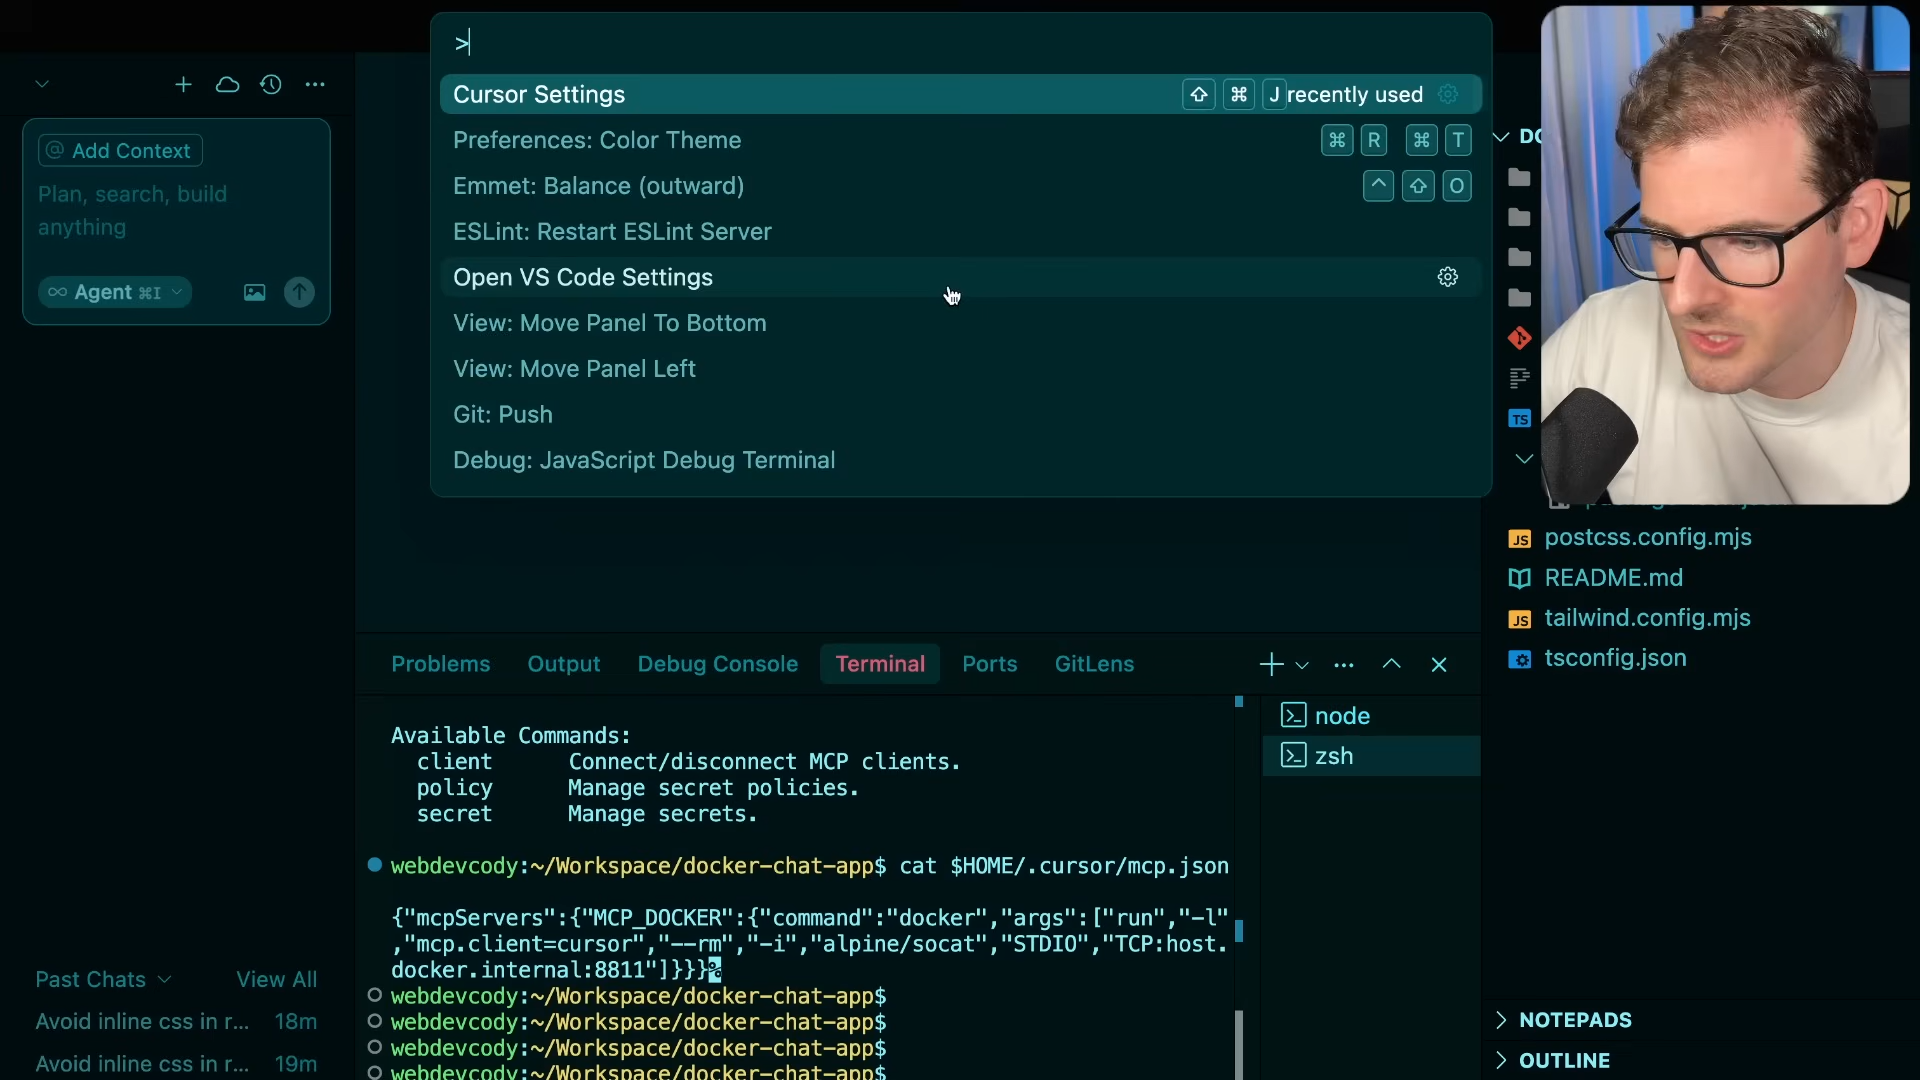 >
Cursor Settings ⇧ ⌘ J recently used
Preferences: Color Theme ⌘ R ⌘ T
Emmet: Balance (outward) ^ ⇧ O
ESLint: Restart ESLint Server
Open VS Code Settings
View: Move Panel To Bottom
View: Move Panel Left
Git: Push
Debug: JavaScript Debug Terminal
@ Add Context
Plan, search, build
anything
∞ Agent ⌘I
Past Chats
View All
Avoid inline css in r... 18m
Avoid inline css in r... 19m
Problems Output Debug Console Terminal Ports GitLens
Available Commands:
client Connect/disconnect MCP clients.
policy Manage secret policies.
secret Manage secrets.
webdevcody:~/Workspace/docker-chat-app$ cat $HOME/.cursor/mcp.json
{"mcpServers":{"MCP_DOCKER":{"command":"docker","args":["run","-l"
,"mcp.client=cursor","--rm","-i","alpine/socat","STDIO","TCP:host.
docker.internal:8811"]}}}%
webdevcody:~/Workspace/docker-chat-app$
webdevcody:~/Workspace/docker-chat-app$
webdevcody:~/Workspace/docker-chat-app$
webdevcody:~/Workspace/docker-chat-app$
node
zsh
TS
JS postcss.config.mjs
README.md
JS tailwind.config.mjs
tsconfig.json
NOTEPADS
OUTLINE